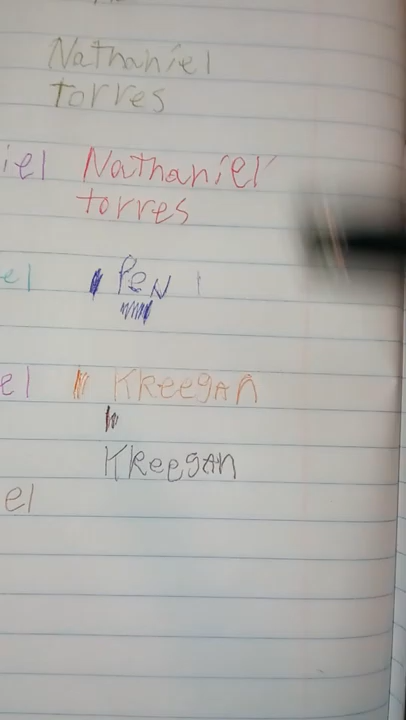 Nathaniel
torres
iel Nathaniel
torres
el PeN
el KReegAn
KReegAn
el